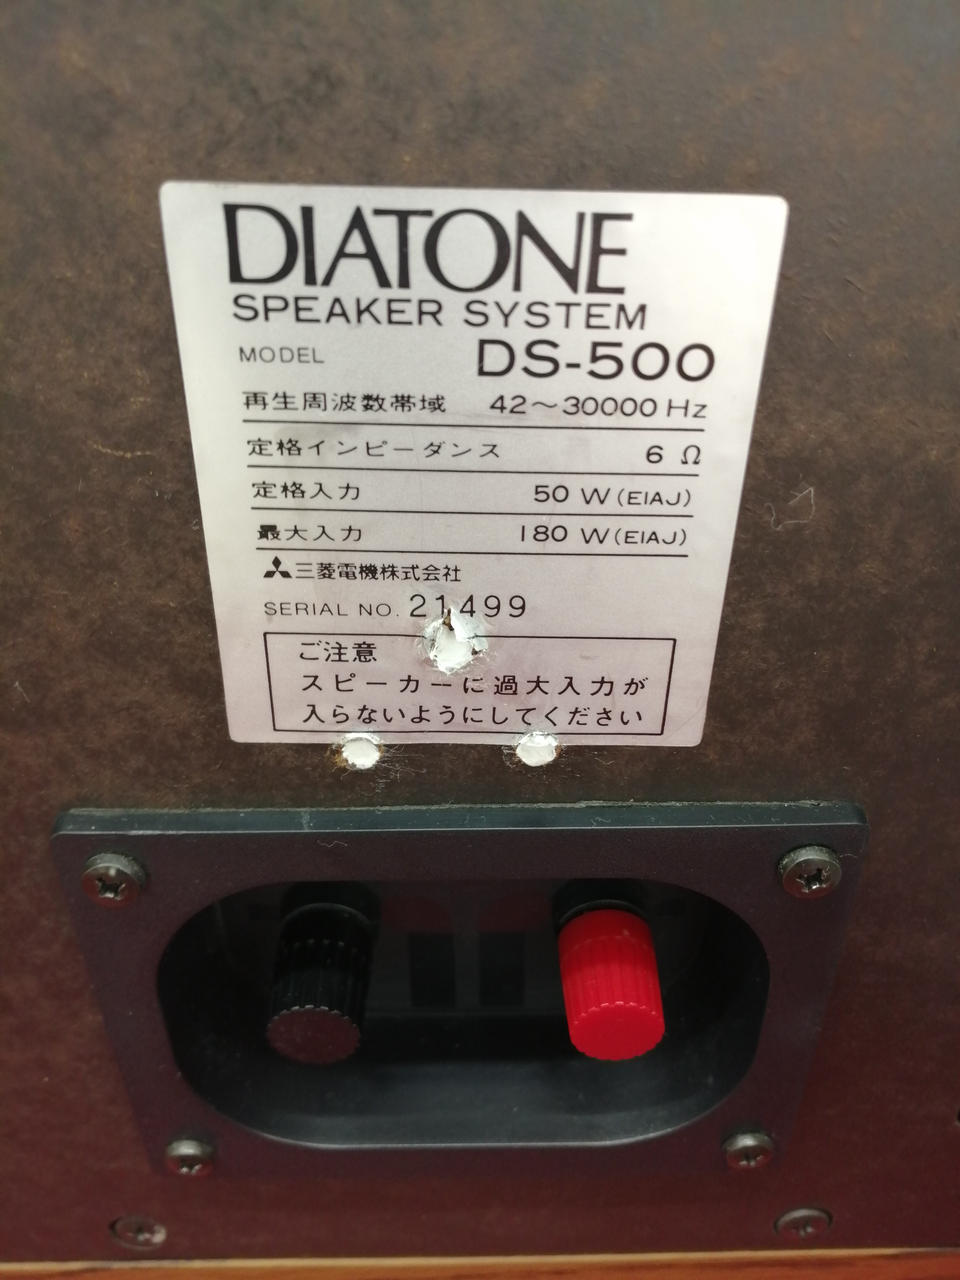 DIATONE
SPEAKER SYSTEM
MODEL DS-500
再生周波数帯域 42～30000 Hz
定格インピーダンス 6 Ω
定格入力 50 W (EIAJ)
最大入力 180 W (EIAJ)
三菱電機株式会社
SERIAL NO. 21499
ご注意
スピーカーに過大入力が
入らないようにしてください